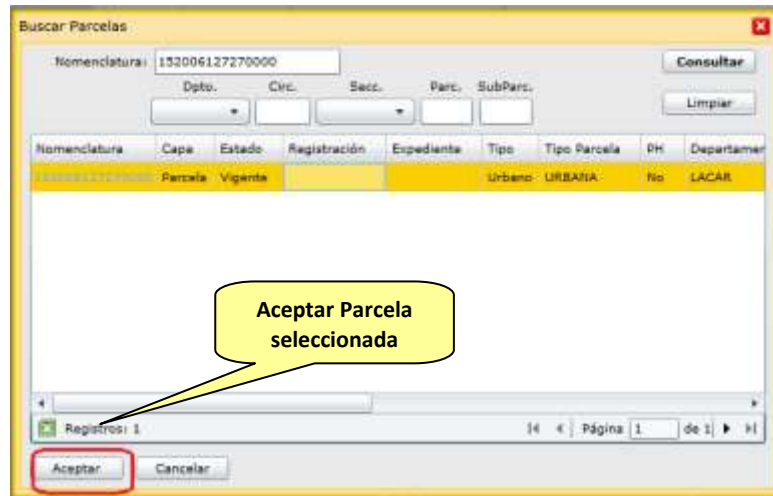 Buscar Parcelas
Nomenclatura: 152006127270000 Consultar
Dpto. Circ. Secc. Parc. SubParc.
Limpiar
Nomenclatura Capa Estado Registración Expediente Tipo Tipo Parcela PH Departamen
Parcela Vigente Urbano URBANA No LACAR
Aceptar Parcela
seleccionada
Registros: 1 Página 1 de 1
Aceptar Cancelar